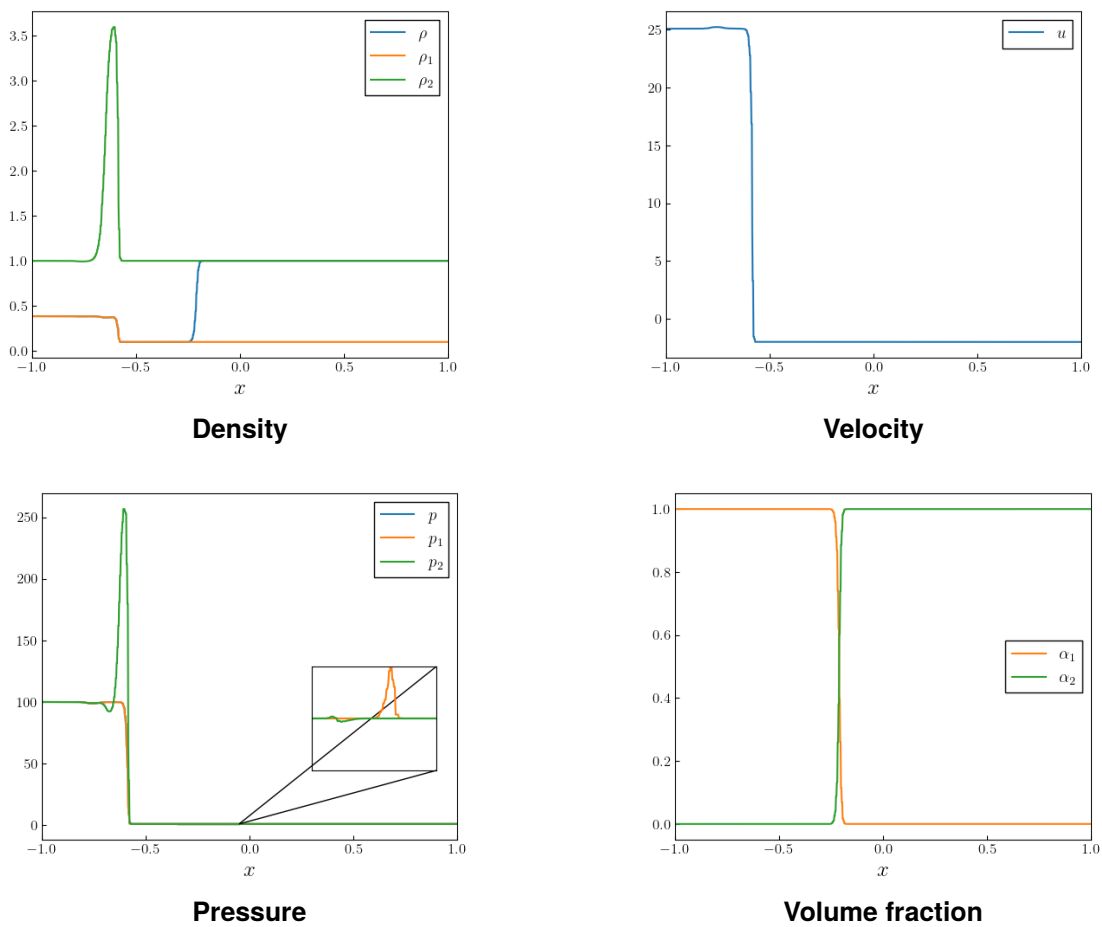 3.5
3.0
2.5
2.0
1.5
1.0
0.5
0.0
−1.0 −0.5 0.0 0.5 1.0
x
ρ
ρ₁
ρ₂
Density
25
20
15
10
5
0
−1.0 −0.5 0.0 0.5 1.0
x
u
Velocity
250
200
150
100
50
0
−1.0 −0.5 0.0 0.5 1.0
x
p
p₁
p₂
Pressure
1.0
0.8
0.6
0.4
0.2
0.0
−1.0 −0.5 0.0 0.5 1.0
x
α₁
α₂
Volume fraction